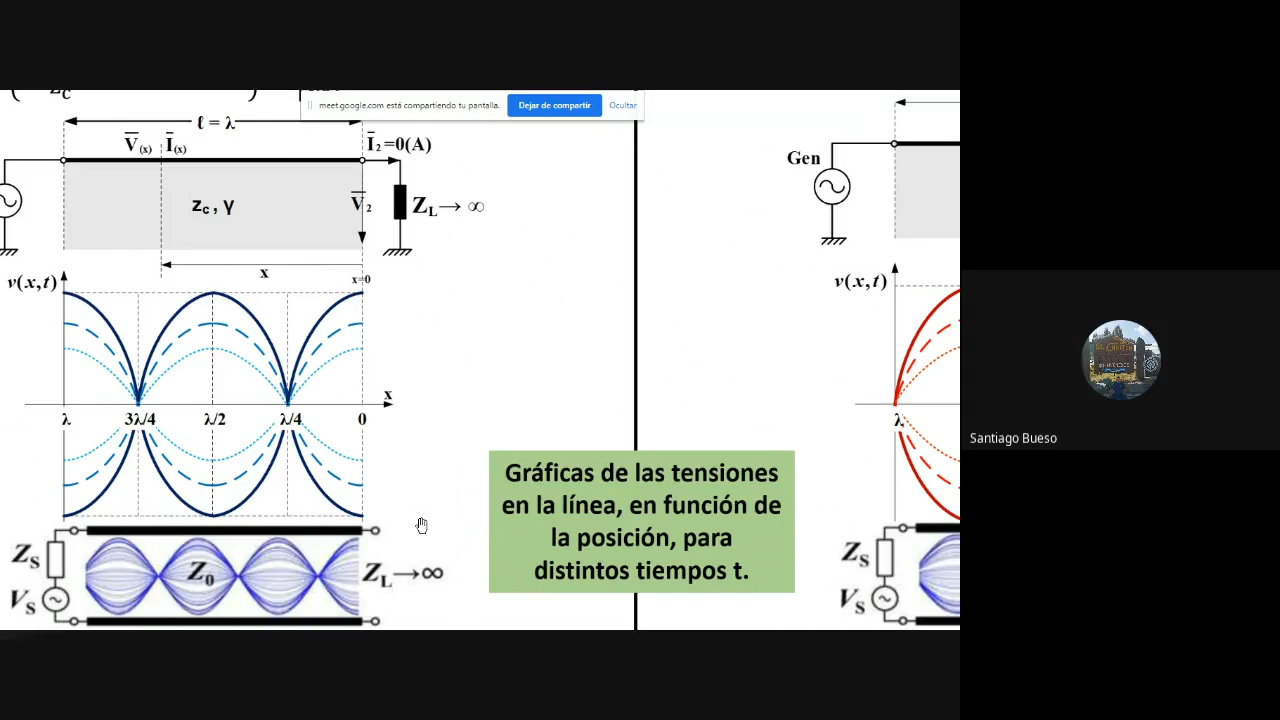 meet.google.com está compartiendo tu pantalla.
Dejar de compartir
Ocultar
ℓ = λ
V(x) I(x)
I2=0(A)
zc , γ
V2
ZL→ ∞
x
x=0
v(x,t)
x
λ 3λ/4 λ/2 λ/4 0
ZS
Z0
ZL→∞
VS
Gráficas de las tensiones
en la línea, en función de
la posición, para
distintos tiempos t.
Gen
v(x,t)
λ
ZS
VS
Santiago Bueso